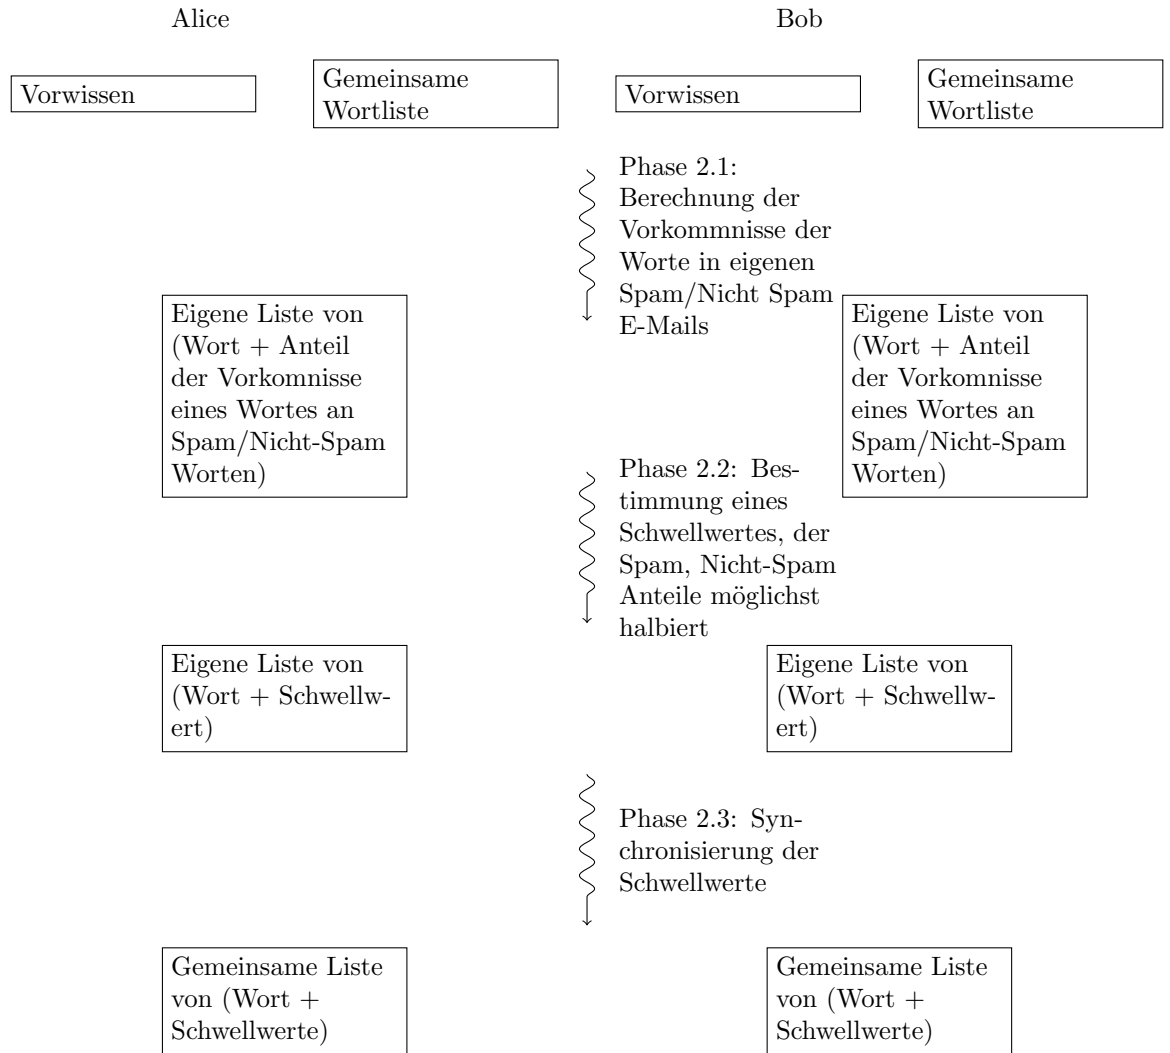 Alice
Bob
Vorwissen
Gemeinsame
Wortliste
Vorwissen
Gemeinsame
Wortliste
Phase 2.1:
Berechnung der
Vorkommnisse der
Worte in eigenen
Spam/Nicht Spam
E-Mails
Eigene Liste von
(Wort + Anteil
der Vorkomnisse
eines Wortes an
Spam/Nicht-Spam
Worten)
Eigene Liste von
(Wort + Anteil
der Vorkomnisse
eines Wortes an
Spam/Nicht-Spam
Worten)
Phase 2.2: Bes-
timmung eines
Schwellwertes, der
Spam, Nicht-Spam
Anteile möglichst
halbiert
Eigene Liste von
(Wort + Schwellw-
ert)
Eigene Liste von
(Wort + Schwellw-
ert)
Phase 2.3: Syn-
chronisierung der
Schwellwerte
Gemeinsame Liste
von (Wort +
Schwellwerte)
Gemeinsame Liste
von (Wort +
Schwellwerte)